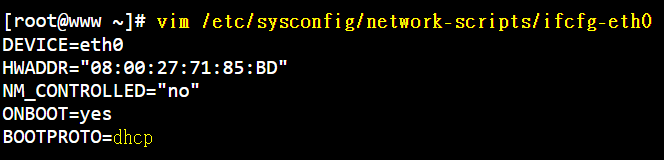 [root@www ~]# vim /etc/sysconfig/network-scripts/ifcfg-eth0
DEVICE=eth0
HWADDR="08:00:27:71:85:BD"
NM_CONTROLLED="no"
ONBOOT=yes
BOOTPROTO=dhcp